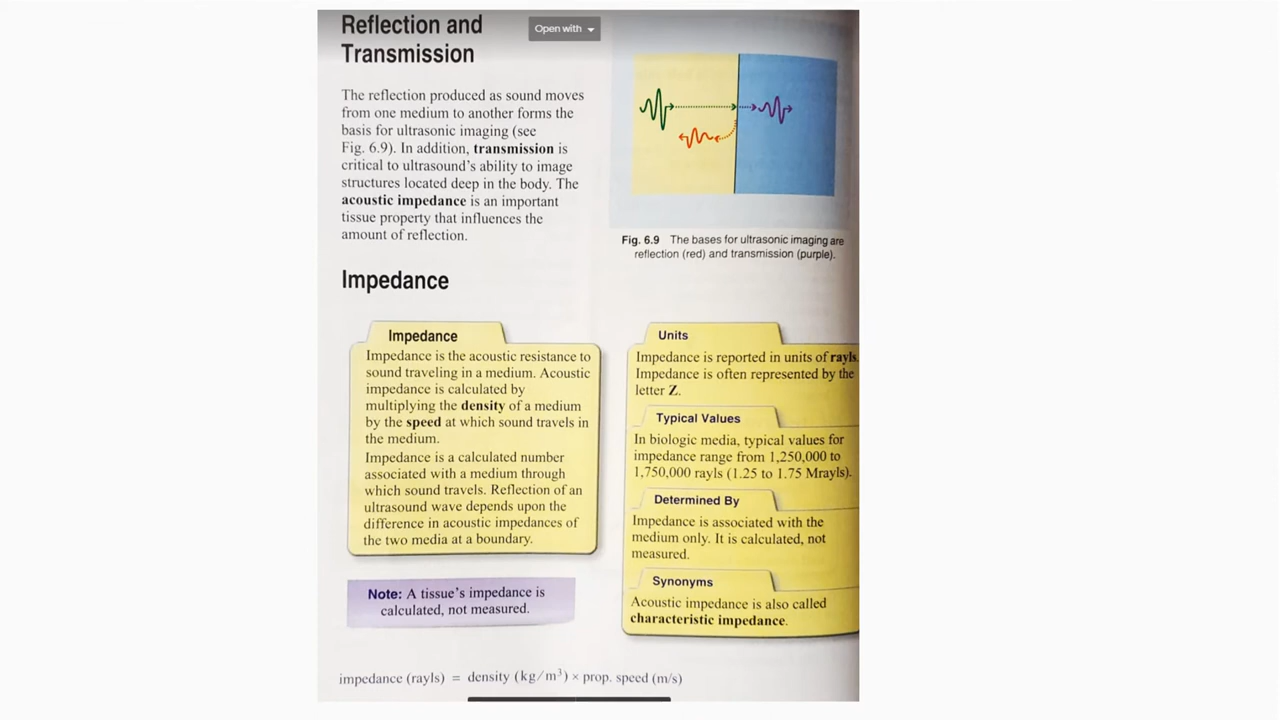 Reflection and
Transmission
Open with
The reflection produced as sound moves
from one medium to another forms the
basis for ultrasonic imaging (see
Fig. 6.9). In addition, transmission is
critical to ultrasound's ability to image
structures located deep in the body. The
acoustic impedance is an important
tissue property that influences the
amount of reflection.
Fig. 6.9 The bases for ultrasonic imaging are
reflection (red) and transmission (purple).
Impedance
Impedance
Impedance is the acoustic resistance to
sound traveling in a medium. Acoustic
impedance is calculated by
multiplying the density of a medium
by the speed at which sound travels in
the medium.
Impedance is a calculated number
associated with a medium through
which sound travels. Reflection of an
ultrasound wave depends upon the
difference in acoustic impedances of
the two media at a boundary.
Note: A tissue's impedance is
calculated, not measured.
Units
Impedance is reported in units of rayls.
Impedance is often represented by the
letter Z.
Typical Values
In biologic media, typical values for
impedance range from 1,250,000 to
1,750,000 rayls (1.25 to 1.75 Mrayls).
Determined By
Impedance is associated with the
medium only. It is calculated, not
measured.
Synonyms
Acoustic impedance is also called
characteristic impedance.
impedance (rayls) = density (kg/m³) × prop. speed (m/s)